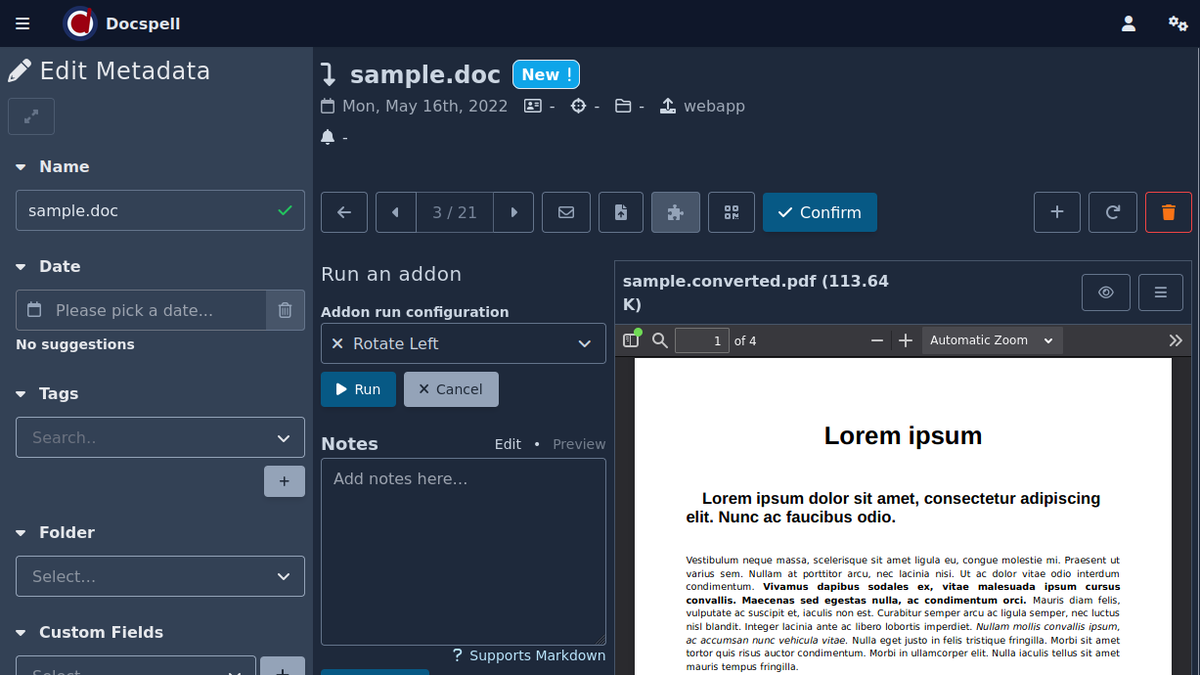 Docspell
Edit Metadata
Name
sample.doc
Date
Please pick a date...
No suggestions
Tags
Search..
+
Folder
Select...
Custom Fields
Select...
+
sample.doc New !
Mon, May 16th, 2022 - - - webapp
-
3 / 21 Confirm
Run an addon
Addon run configuration
× Rotate Left
Run × Cancel
Notes Edit • Preview
Add notes here...
? Supports Markdown
sample.converted.pdf (113.64
K)
1 of 4 Automatic Zoom
Lorem ipsum
Lorem ipsum dolor sit amet, consectetur adipiscing
elit. Nunc ac faucibus odio.
Vestibulum neque massa, scelerisque sit amet ligula eu, congue molestie mi. Praesent ut
varius sem. Nullam at porttitor arcu, nec lacinia nisi. Ut ac dolor vitae odio interdum
condimentum. Vivamus dapibus sodales ex, vitae malesuada ipsum cursus
convallis. Maecenas sed egestas nulla, ac condimentum orci. Mauris diam felis,
vulputate ac suscipit et, iaculis non est. Curabitur semper arcu ac ligula semper, nec luctus
nisl blandit. Integer lacinia ante ac libero lobortis imperdiet. Nullam mollis convallis ipsum,
ac accumsan nunc vehicula vitae. Nulla eget justo in felis tristique fringilla. Morbi sit amet
tortor quis risus auctor condimentum. Morbi in ullamcorper elit. Nulla iaculis tellus sit amet
mauris tempus fringilla.